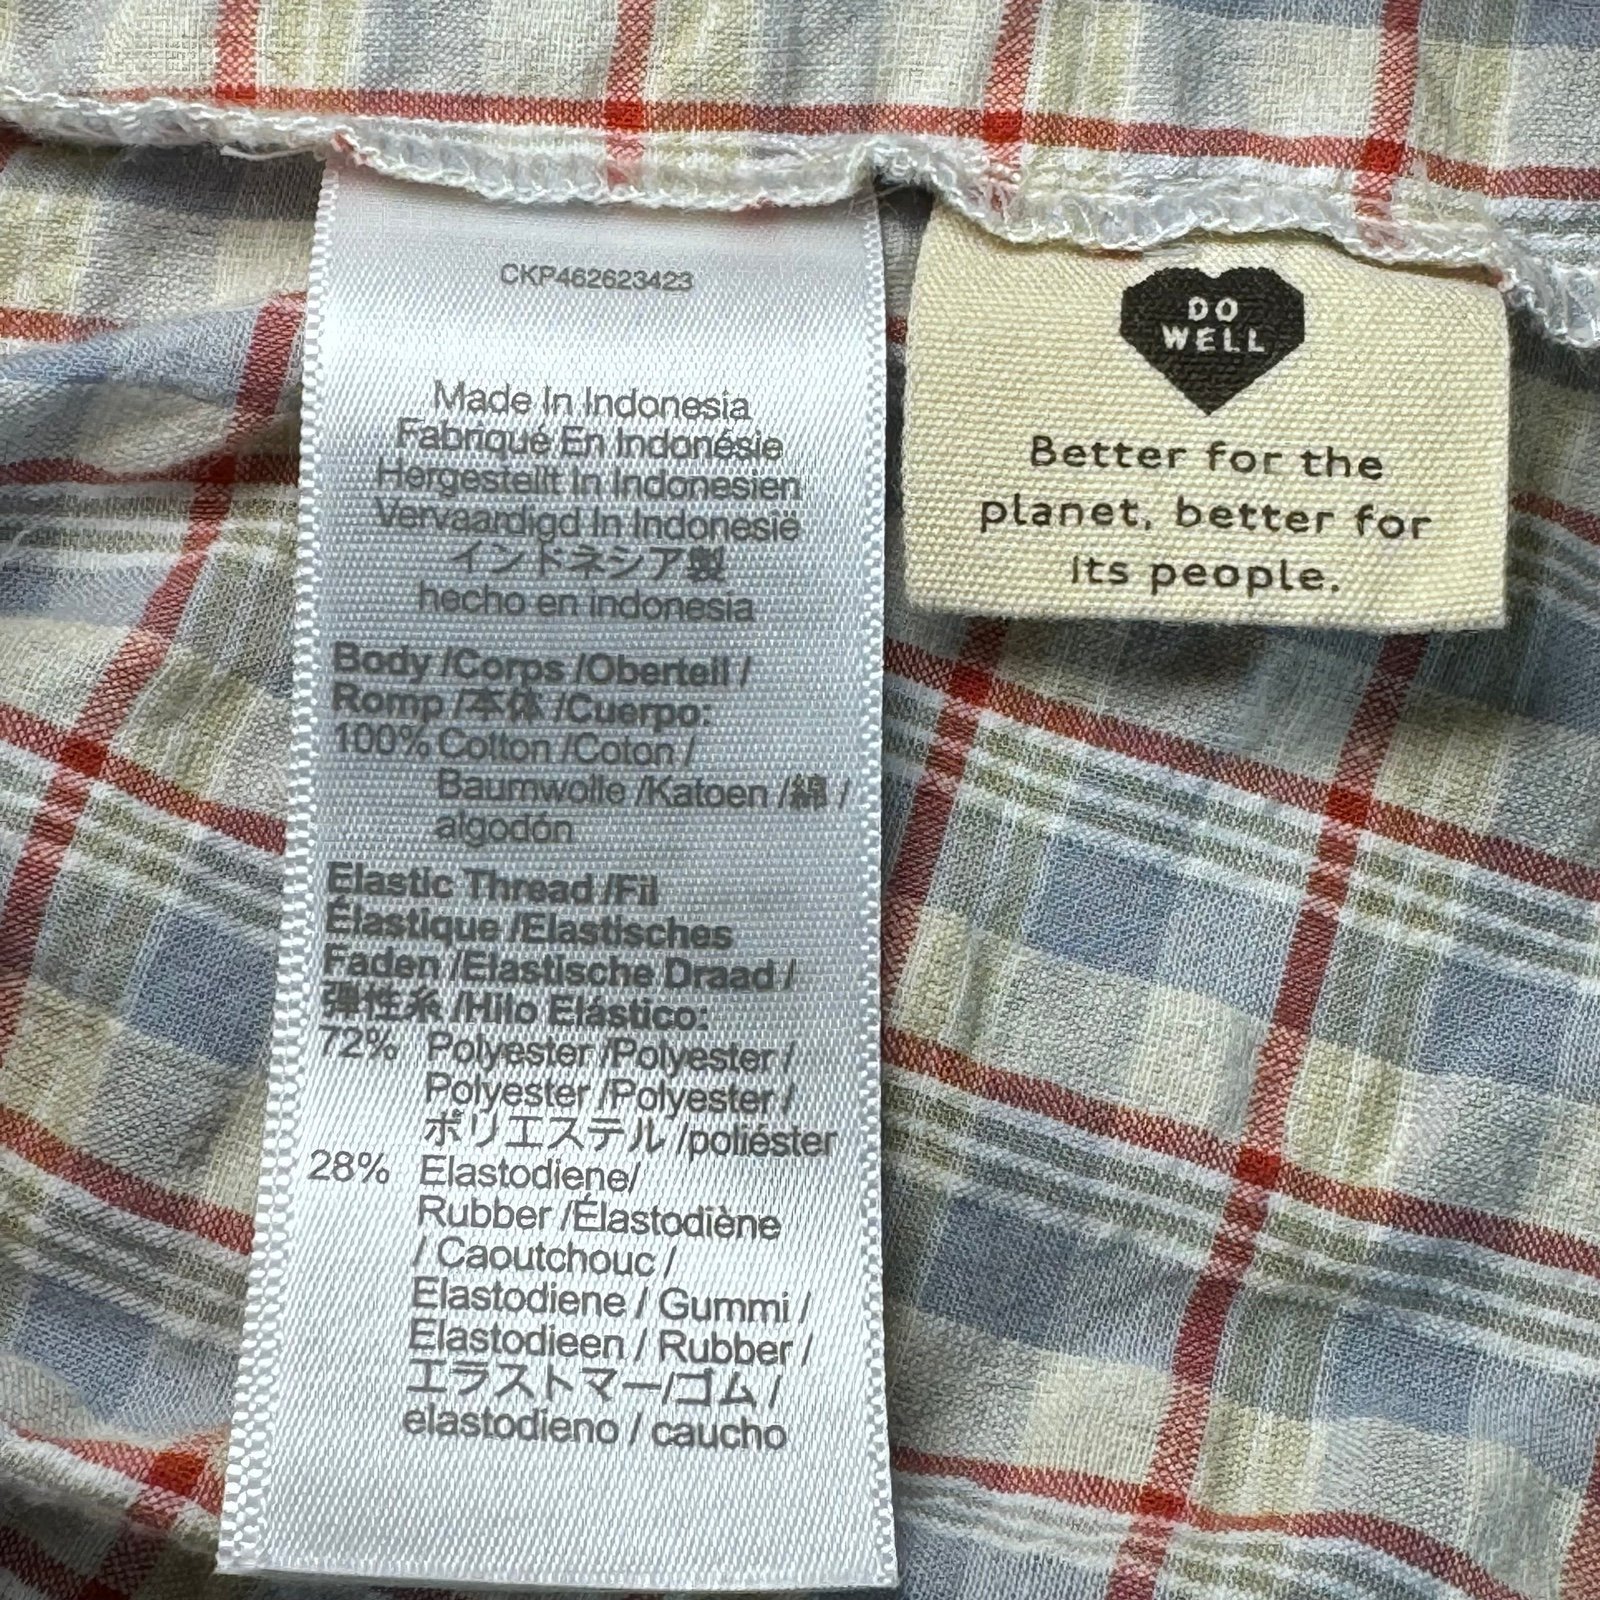 CKP462623423
Made In Indonesia
Fabriqué En Indonésie
Hergestellt In Indonesien
Vervaardigd In Indonesië
インドネシア製
hecho en indonesia
Body /Corps /Oberteil /
Romp /本体 /Cuerpo:
100% Cotton /Coton /
Baumwolle /Katoen /綿 /
algodón
Elastic Thread /Fil
Élastique /Elastisches
Faden /Elastische Draad /
弾性糸 /Hilo Elástico:
72% Polyester /Polyester /
Polyester /Polyester /
ポリエステル /poliéster
28% Elastodiene/
Rubber /Élastodiène
/ Caoutchouc /
Elastodiene / Gummi /
Elastodieen / Rubber /
エラストマー/ゴム /
elastodieno / caucho
DO
WELL
Better for the
planet, better for
its people.